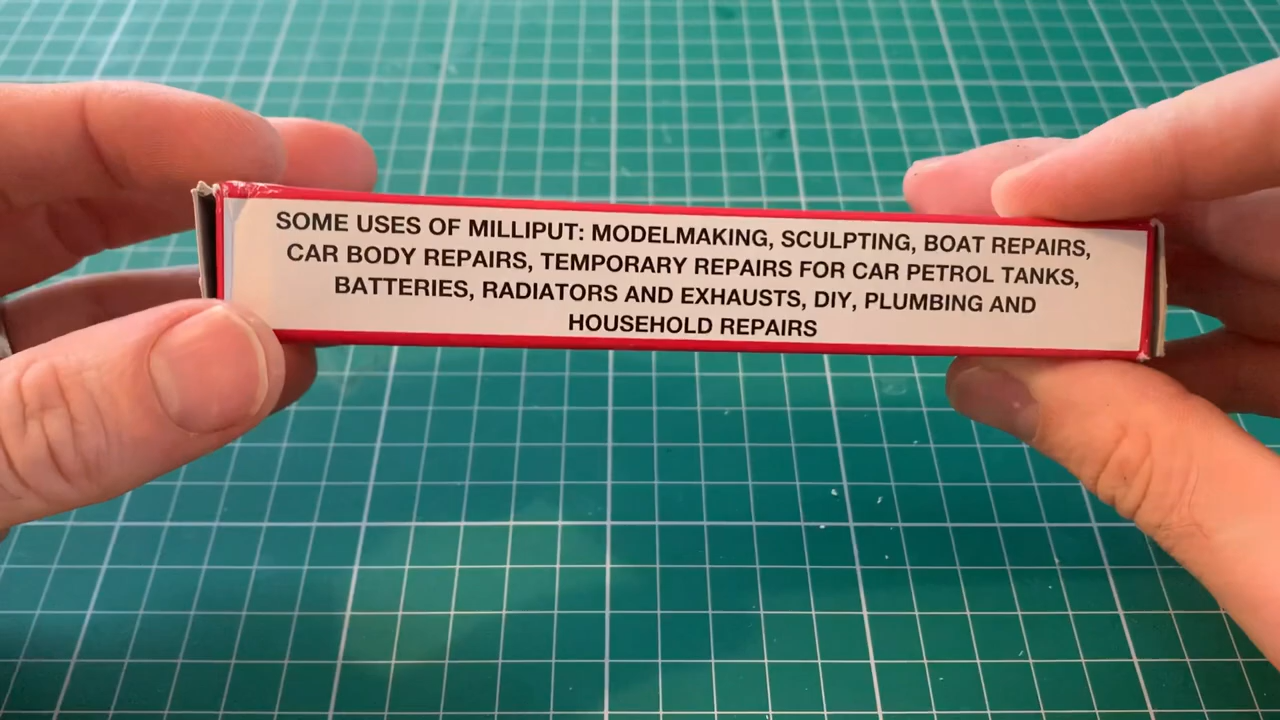 SOME USES OF MILLIPUT: MODELMAKING, SCULPTING, BOAT REPAIRS,
CAR BODY REPAIRS, TEMPORARY REPAIRS FOR CAR PETROL TANKS,
BATTERIES, RADIATORS AND EXHAUSTS, DIY, PLUMBING AND
HOUSEHOLD REPAIRS